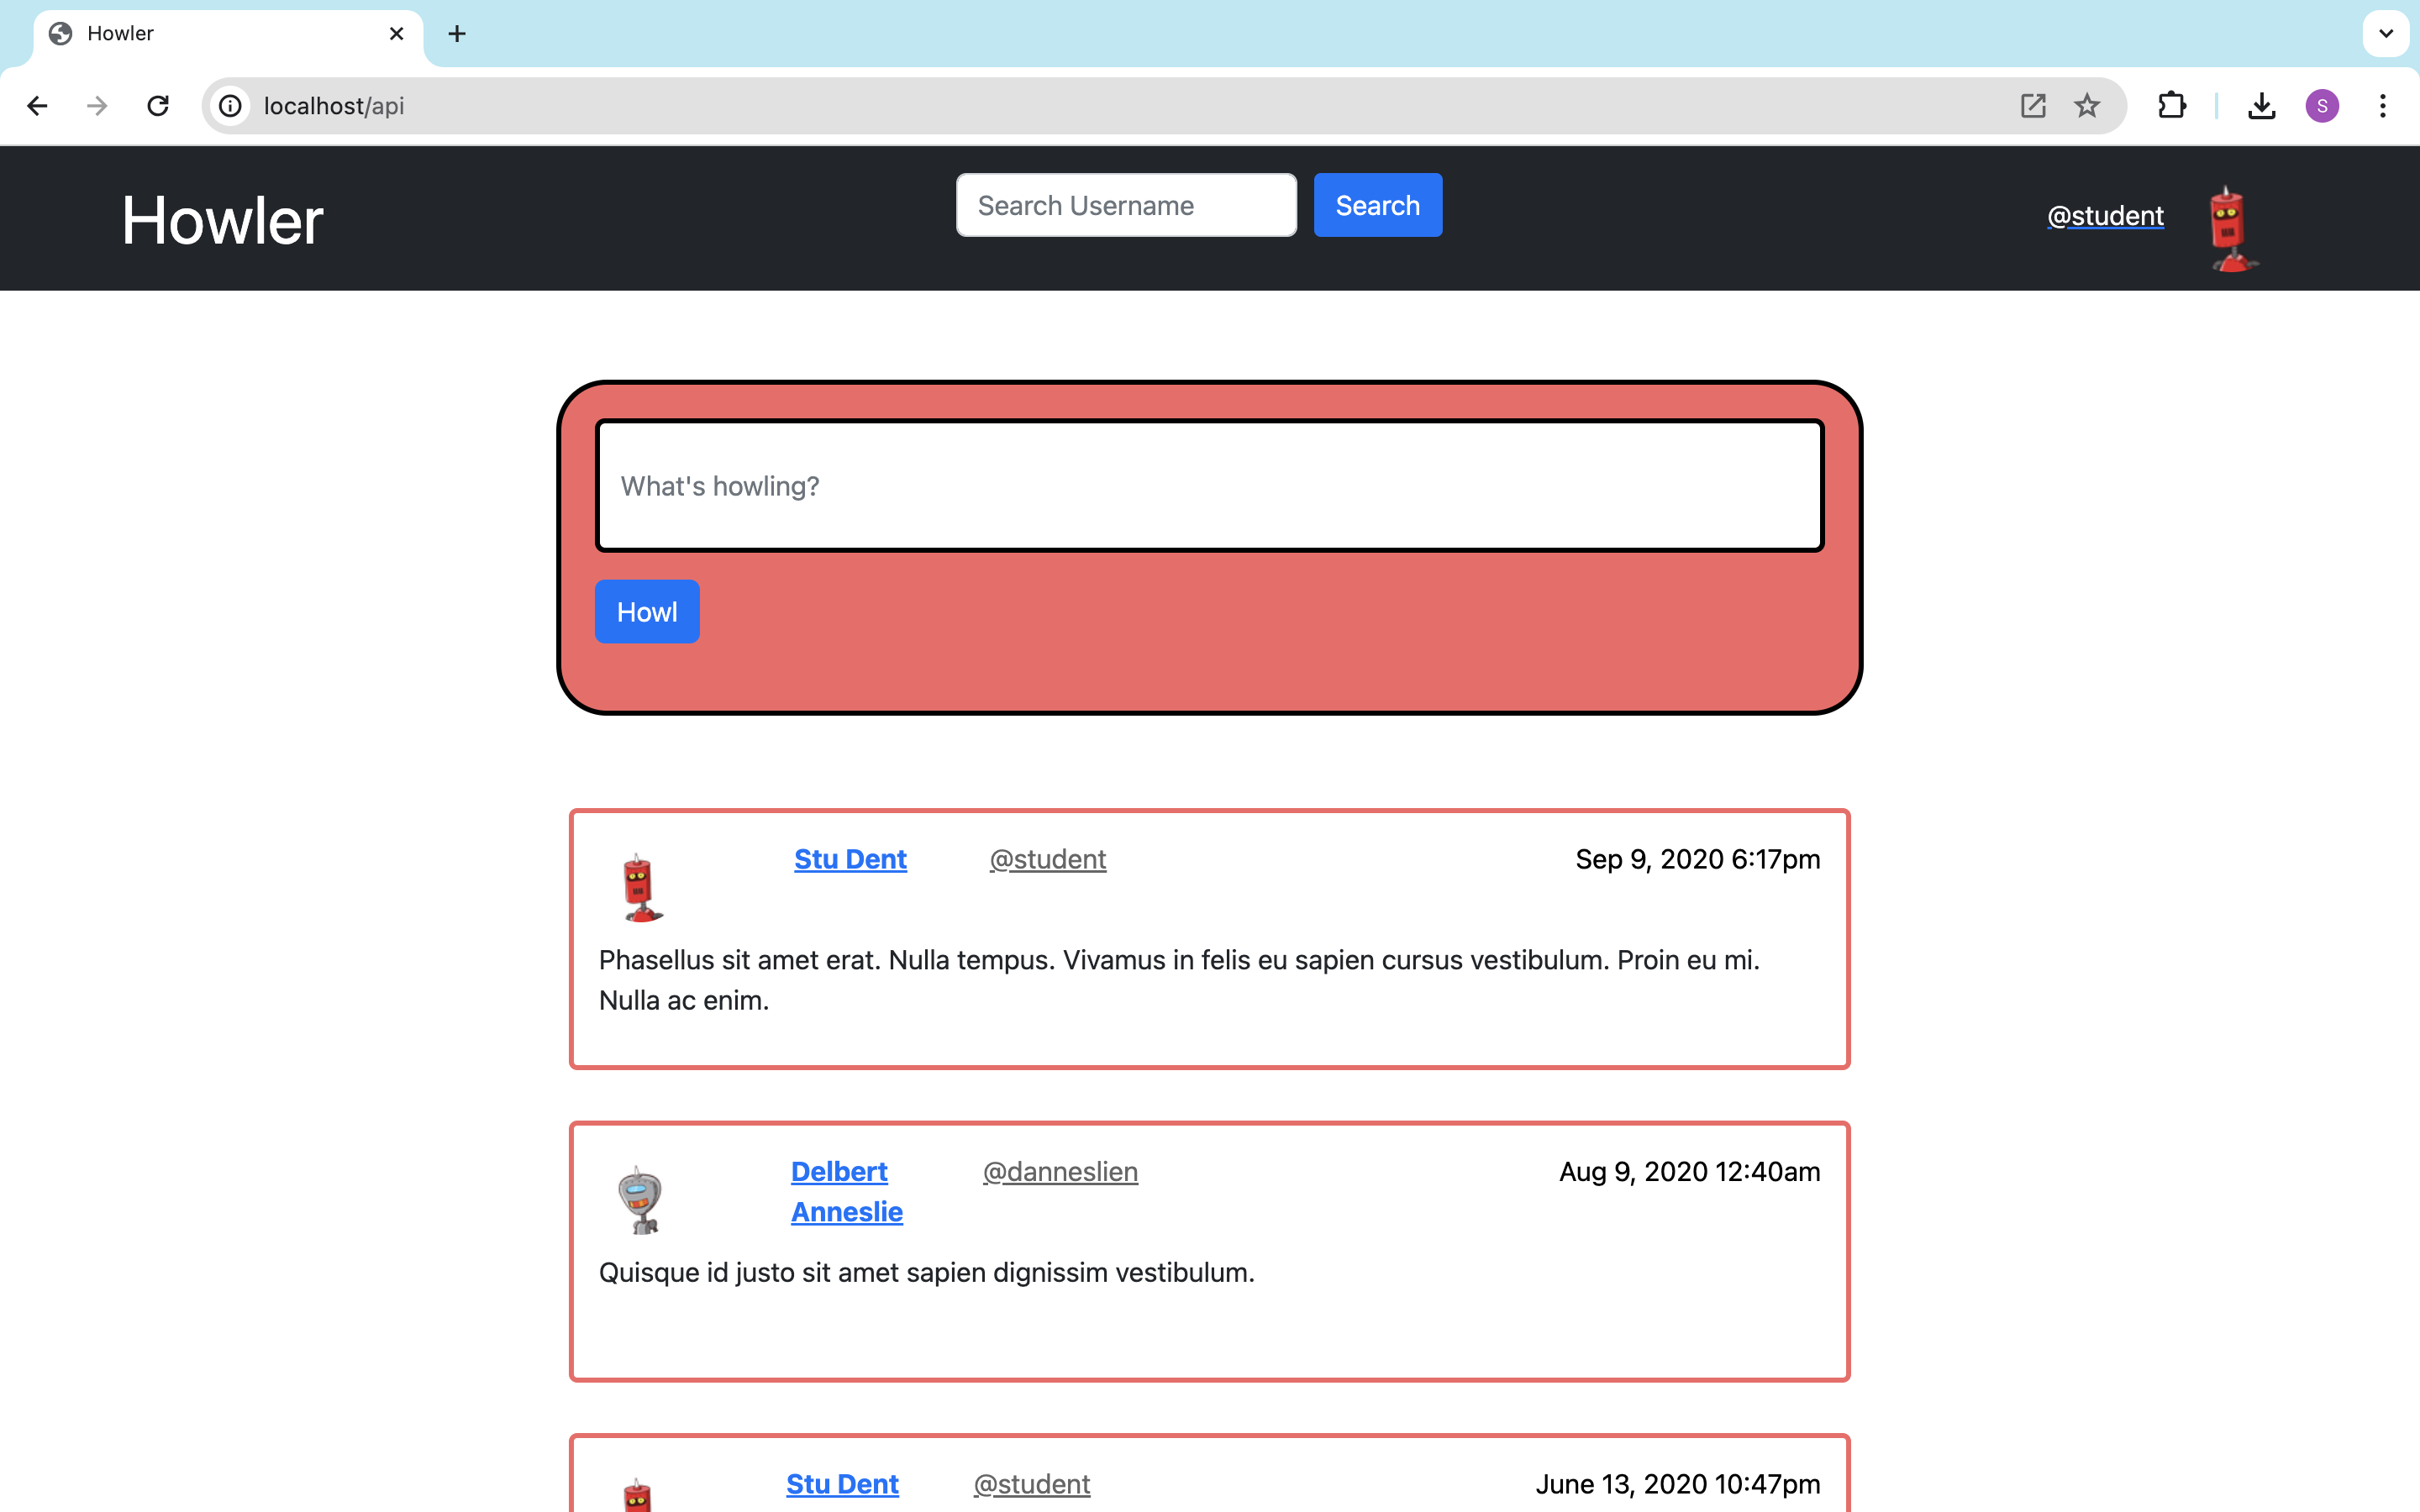 Howler
localhost/api
S
Howler
Search Username
Search
@student
What's howling?
Howl
Stu Dent
@student
Sep 9, 2020 6:17pm
Phasellus sit amet erat. Nulla tempus. Vivamus in felis eu sapien cursus vestibulum. Proin eu mi.
Nulla ac enim.
Delbert
Anneslie
@danneslien
Aug 9, 2020 12:40am
Quisque id justo sit amet sapien dignissim vestibulum.
Stu Dent
@student
June 13, 2020 10:47pm